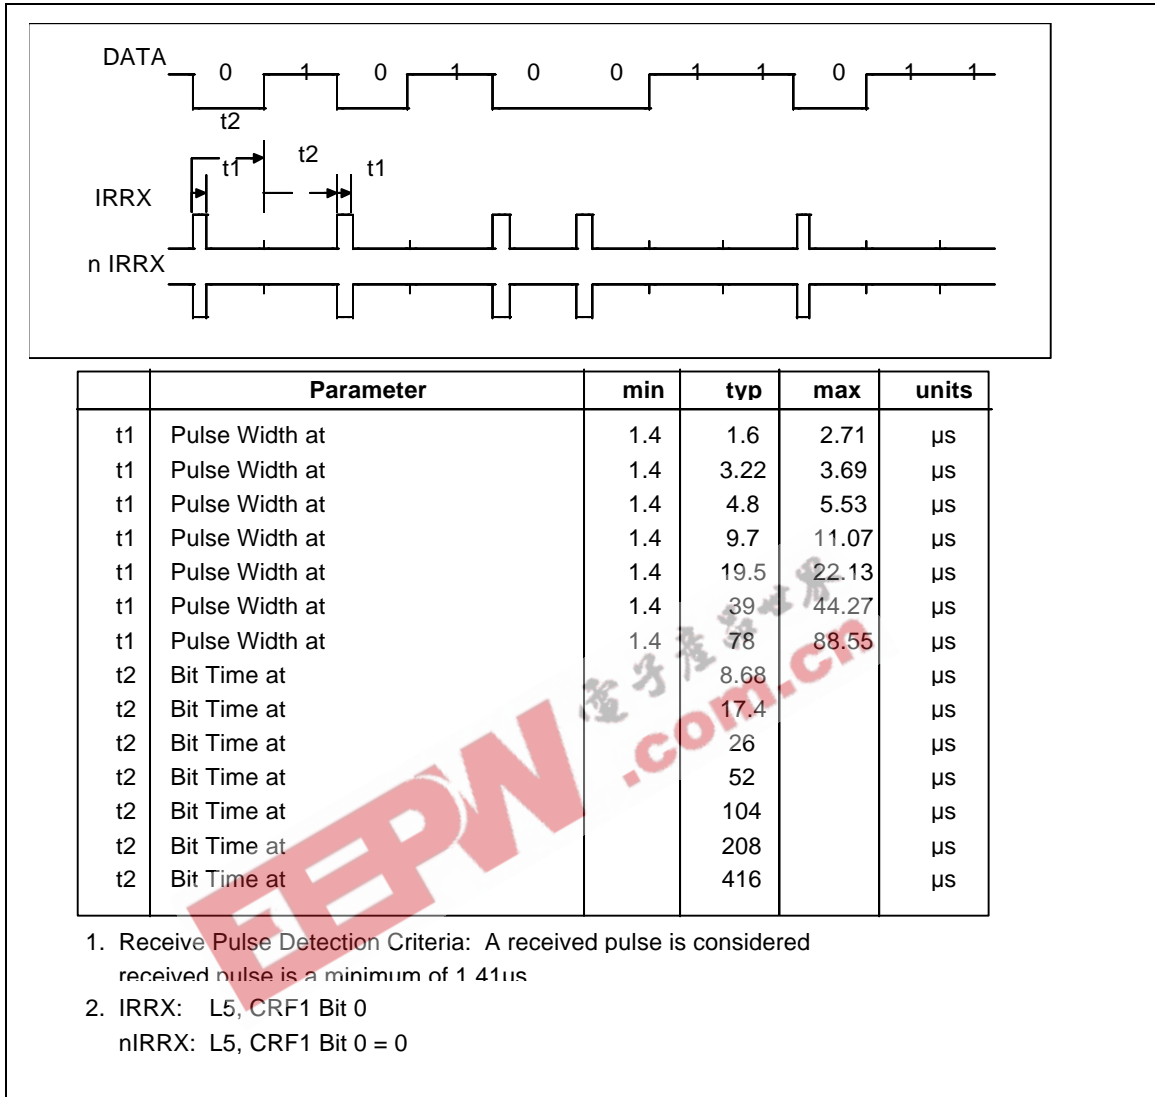 DATA
0 1 0 1 0 0 1 1 0 1 1
t2
t1 t2 t1
IRRX
n IRRX
Parameter min typ max units
t1 Pulse Width at 1.4 1.6 2.71 µs
t1 Pulse Width at 1.4 3.22 3.69 µs
t1 Pulse Width at 1.4 4.8 5.53 µs
t1 Pulse Width at 1.4 9.7 11.07 µs
t1 Pulse Width at 1.4 19.5 22.13 µs
t1 Pulse Width at 1.4 39 44.27 µs
t1 Pulse Width at 1.4 78 88.55 µs
t2 Bit Time at 8.68 µs
t2 Bit Time at 17.4 µs
t2 Bit Time at 26 µs
t2 Bit Time at 52 µs
t2 Bit Time at 104 µs
t2 Bit Time at 208 µs
t2 Bit Time at 416 µs
1. Receive Pulse Detection Criteria: A received pulse is considered
received pulse is a minimum of 1.41µs
2. IRRX: L5, CRF1 Bit 0
nIRRX: L5, CRF1 Bit 0 = 0
EEPW
電子産品世界
.com.cn